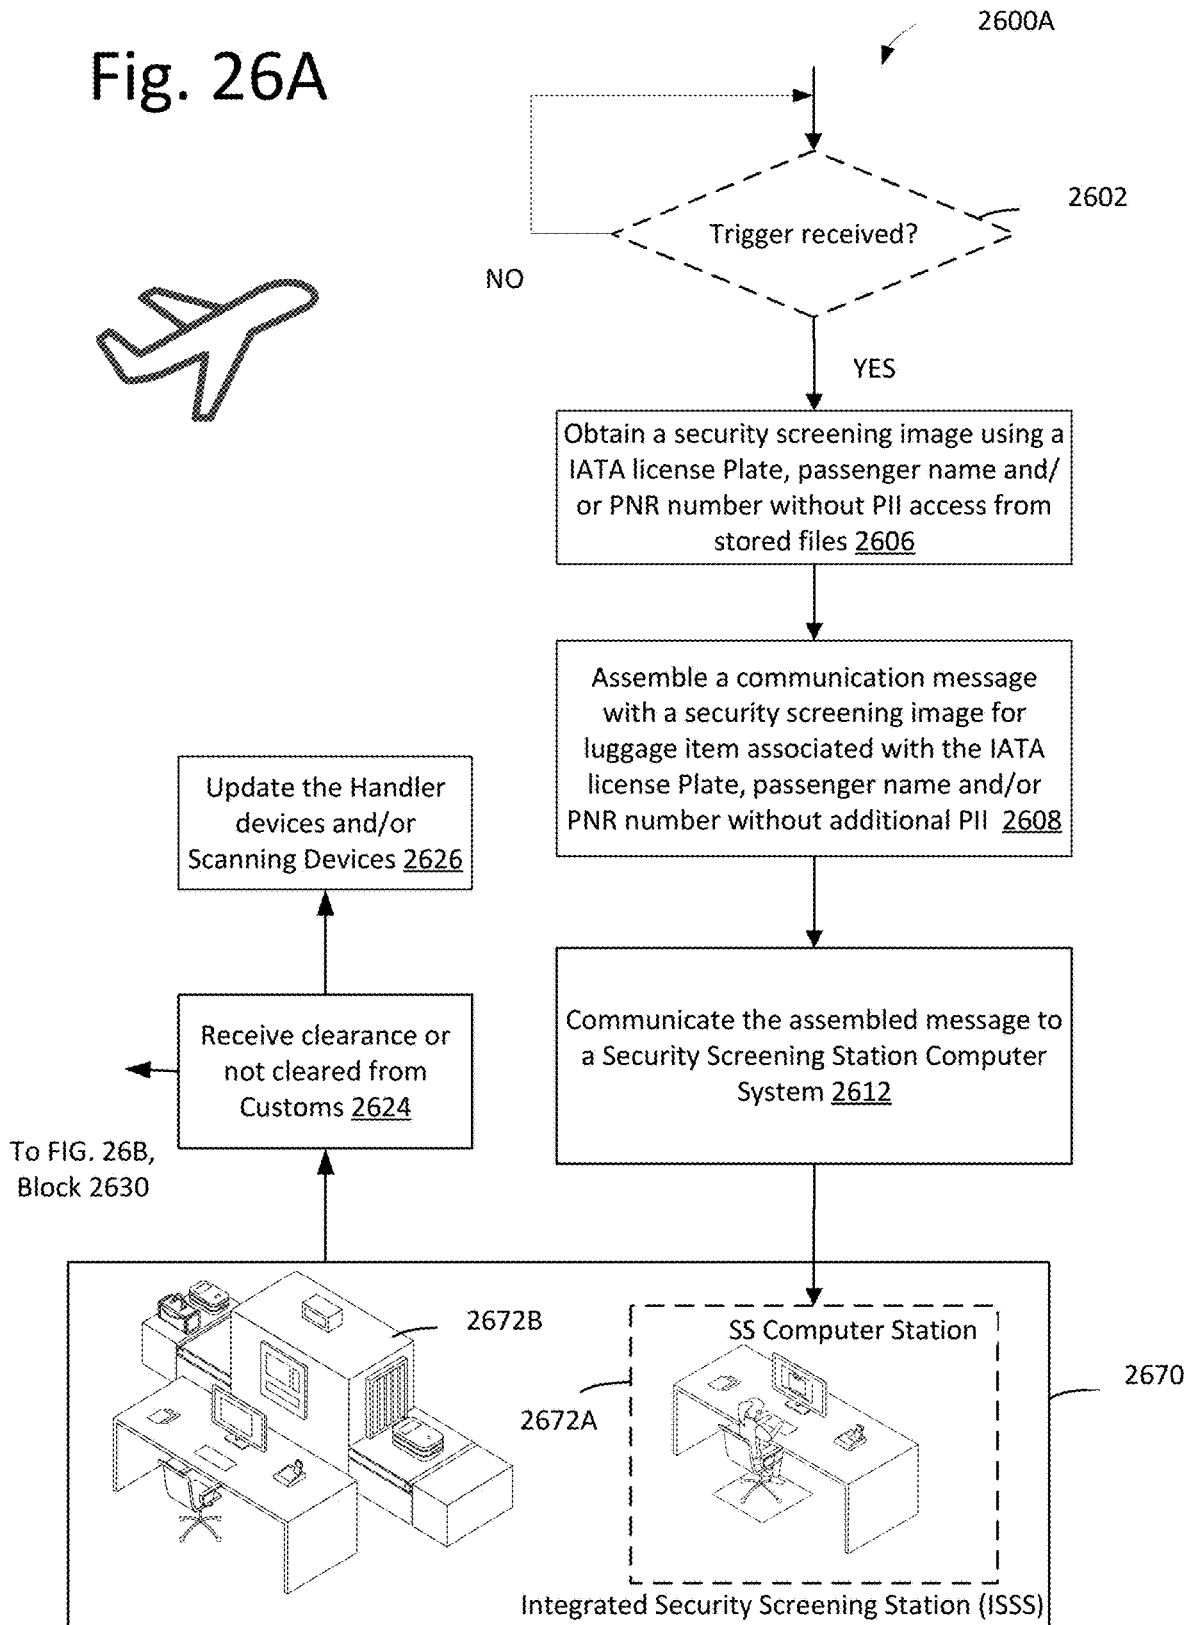 2600A
Fig. 26A
2602
Trigger received?
NO
YES
Obtain a security screening image using a
IATA license Plate, passenger name and/
or PNR number without PII access from
stored files 2606
Assemble a communication message
with a security screening image for
luggage item associated with the IATA
license Plate, passenger name and/or
PNR number without additional PII 2608
Update the Handler
devices and/or
Scanning Devices 2626
Communicate the assembled message to
a Security Screening Station Computer
System 2612
Receive clearance or
not cleared from
Customs 2624
To FIG. 26B,
Block 2630
2672B
SS Computer Station
2670
2672A
Integrated Security Screening Station (ISSS)